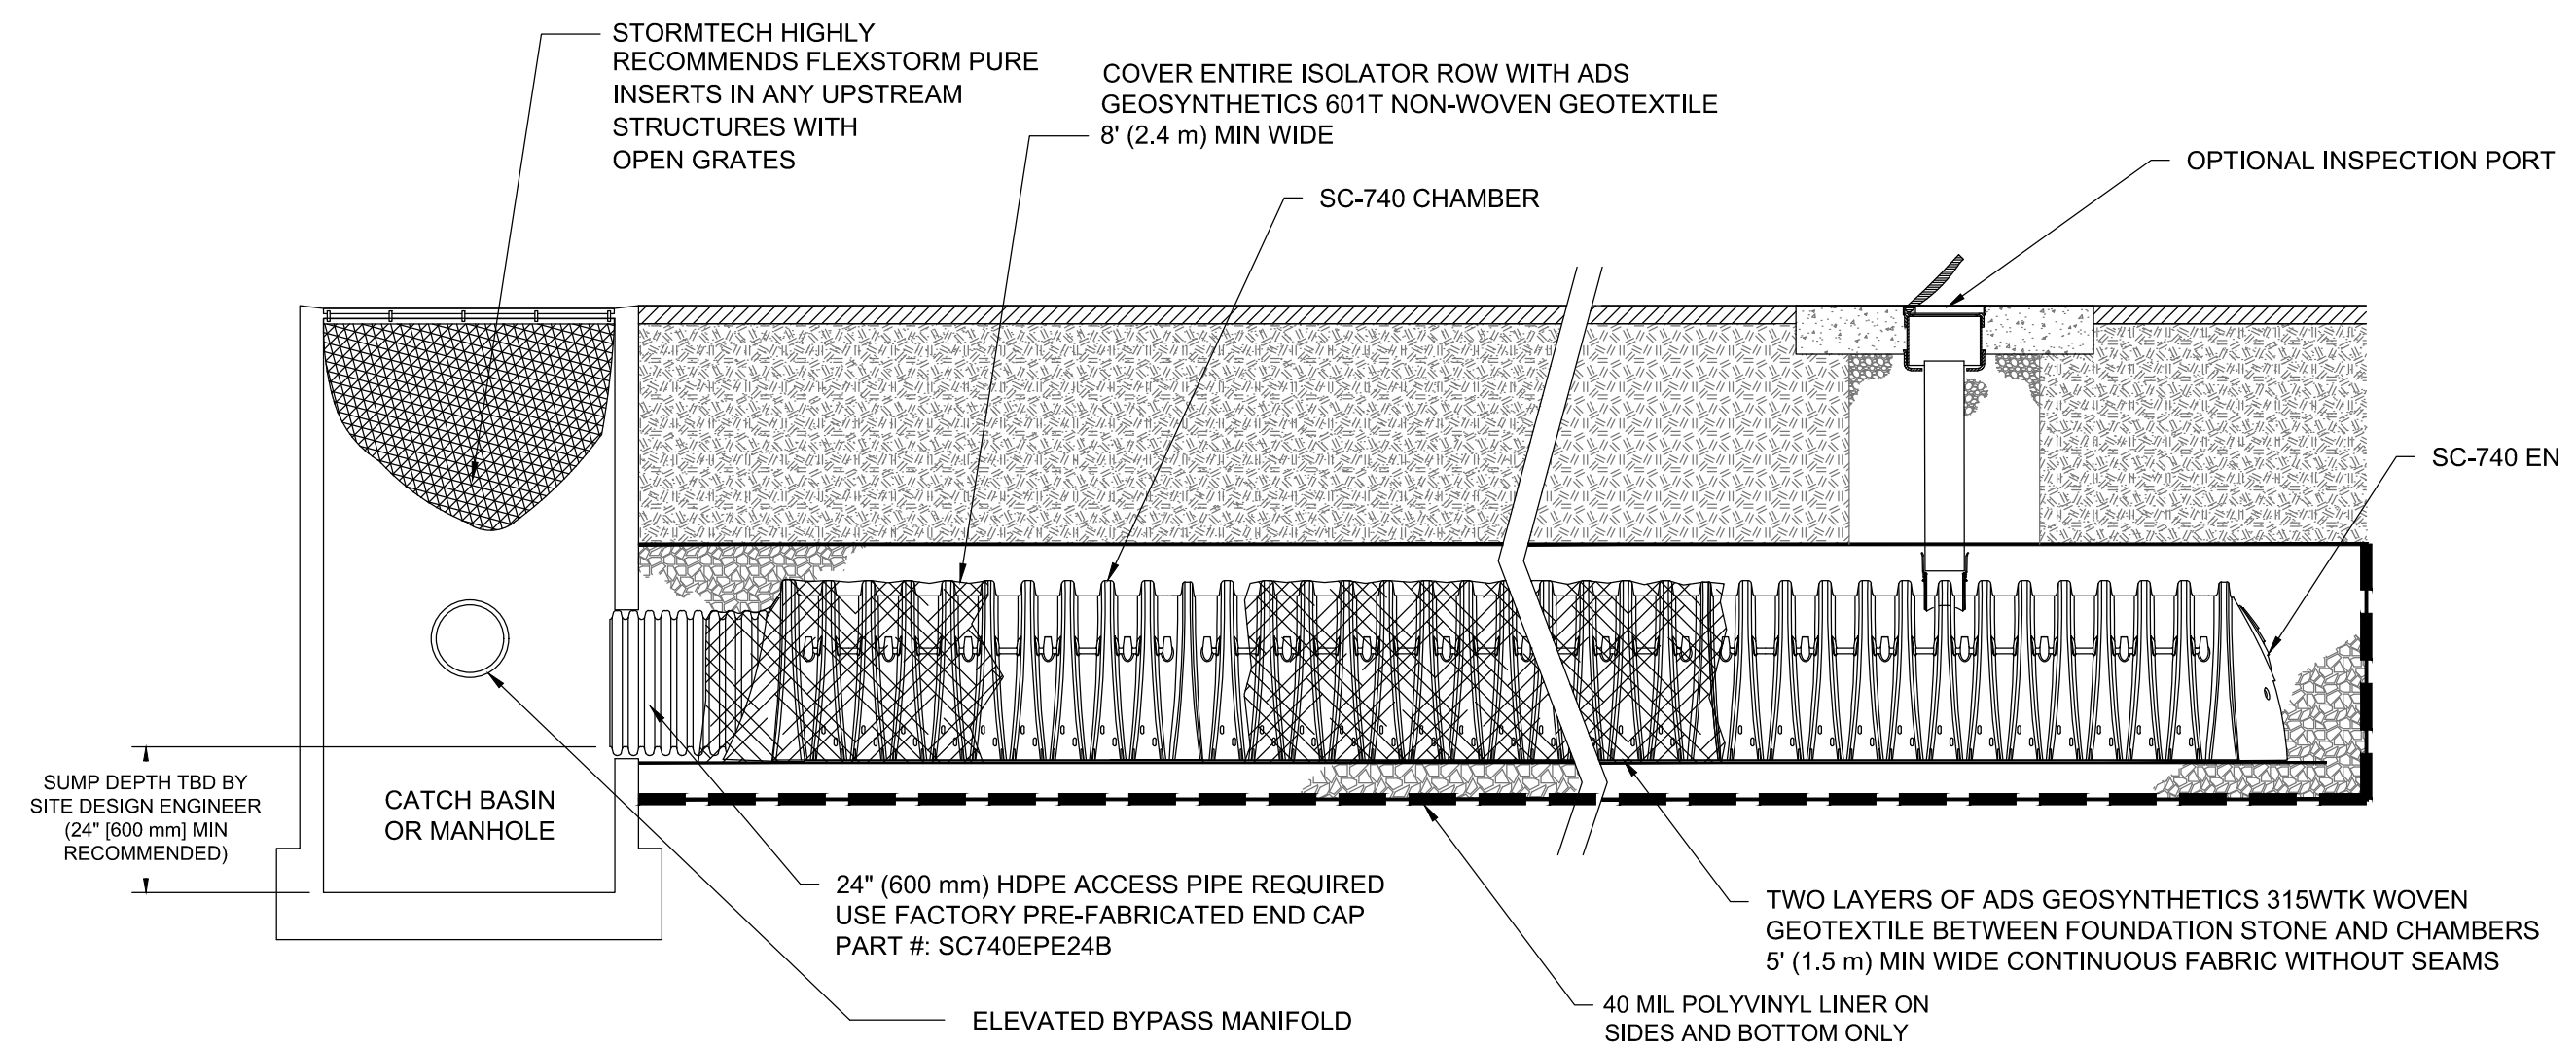 STORMTECH HIGHLY
RECOMMENDS FLEXSTORM PURE
INSERTS IN ANY UPSTREAM
STRUCTURES WITH
OPEN GRATES
COVER ENTIRE ISOLATOR ROW WITH ADS
GEOSYNTHETICS 601T NON-WOVEN GEOTEXTILE
8' (2.4 m) MIN WIDE
SC-740 CHAMBER
OPTIONAL INSPECTION PORT
SC-740 EN
SUMP DEPTH TBD BY
SITE DESIGN ENGINEER
(24" [600 mm] MIN
RECOMMENDED)
CATCH BASIN
OR MANHOLE
24" (600 mm) HDPE ACCESS PIPE REQUIRED
USE FACTORY PRE-FABRICATED END CAP
PART #: SC740EPE24B
ELEVATED BYPASS MANIFOLD
TWO LAYERS OF ADS GEOSYNTHETICS 315WTK WOVEN
GEOTEXTILE BETWEEN FOUNDATION STONE AND CHAMBERS
5' (1.5 m) MIN WIDE CONTINUOUS FABRIC WITHOUT SEAMS
40 MIL POLYVINYL LINER ON
SIDES AND BOTTOM ONLY